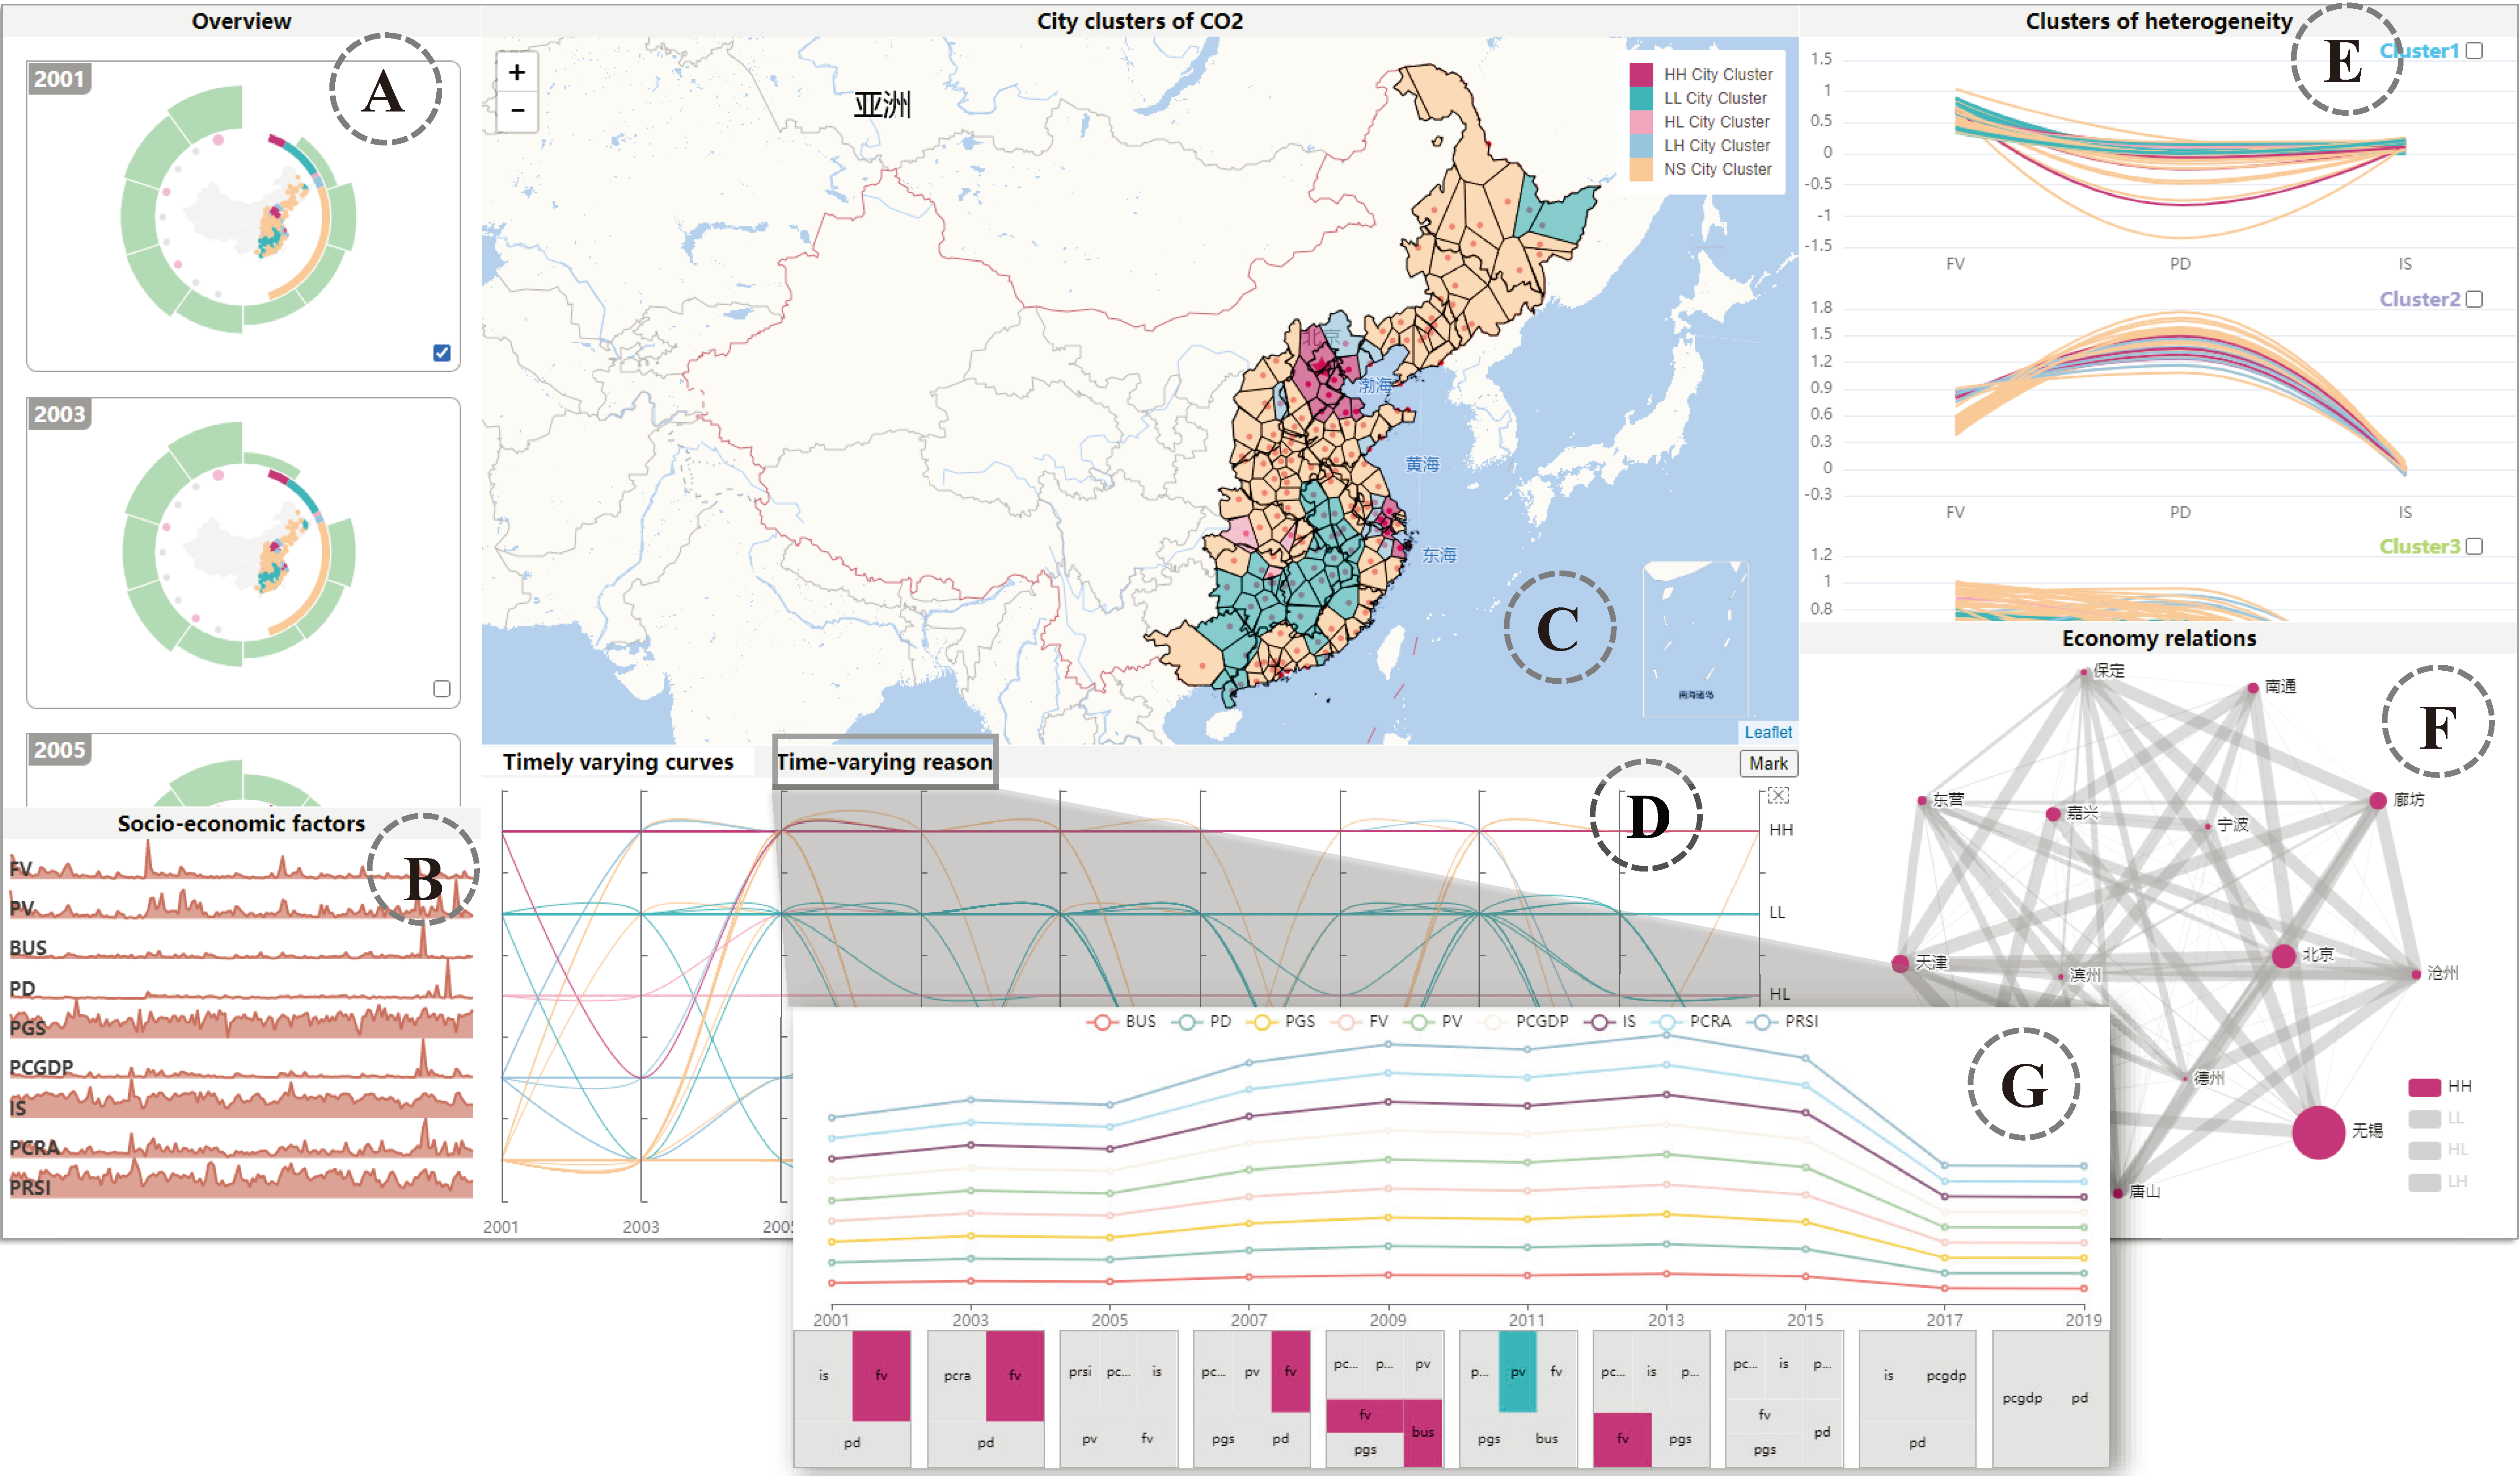 Overview
A
2001
2003
2005
Socio-economic factors
B
FV
PV
BUS
PD
PGS
PCGDP
IS
PCRA
PRSI
City clusters of CO2
+
−
亚洲
HH City Cluster
LL City Cluster
HL City Cluster
LH City Cluster
NS City Cluster
北京
渤海
黄海
东海
C
南海诸岛
Leaflet
Timely varying curves
Time-varying reason
Mark
D
HH
LL
HL
2001
2003
2005
Clusters of heterogeneity
E
Cluster1
1.5
1
0.5
0
-0.5
-1
-1.5
FV PD IS
Cluster2
1.8
1.5
1.2
0.9
0.6
0.3
0
-0.3
FV PD IS
Cluster3
1.2
1
0.8
Economy relations
F
保定
南通
东营
嘉兴
宁波
廊坊
天津
滨州
北京
沧州
德州
无锡
唐山
HH
LL
HL
LH
BUS PD PGS FV PV PCGDP IS PCRA PRSI
G
2001 2003 2005 2007 2009 2011 2013 2015 2017 2019
is fv
pd
pcra fv
pd
prsi pc... is
pv fv
pc... pv fv
pgs pd
pc... p... pv
fv
bus
pgs
p... pv fv
pgs bus
pc... is p...
fv pgs
pc... is p...
fv
pd
pgs
is pcgdp
pd
pcgdp pd